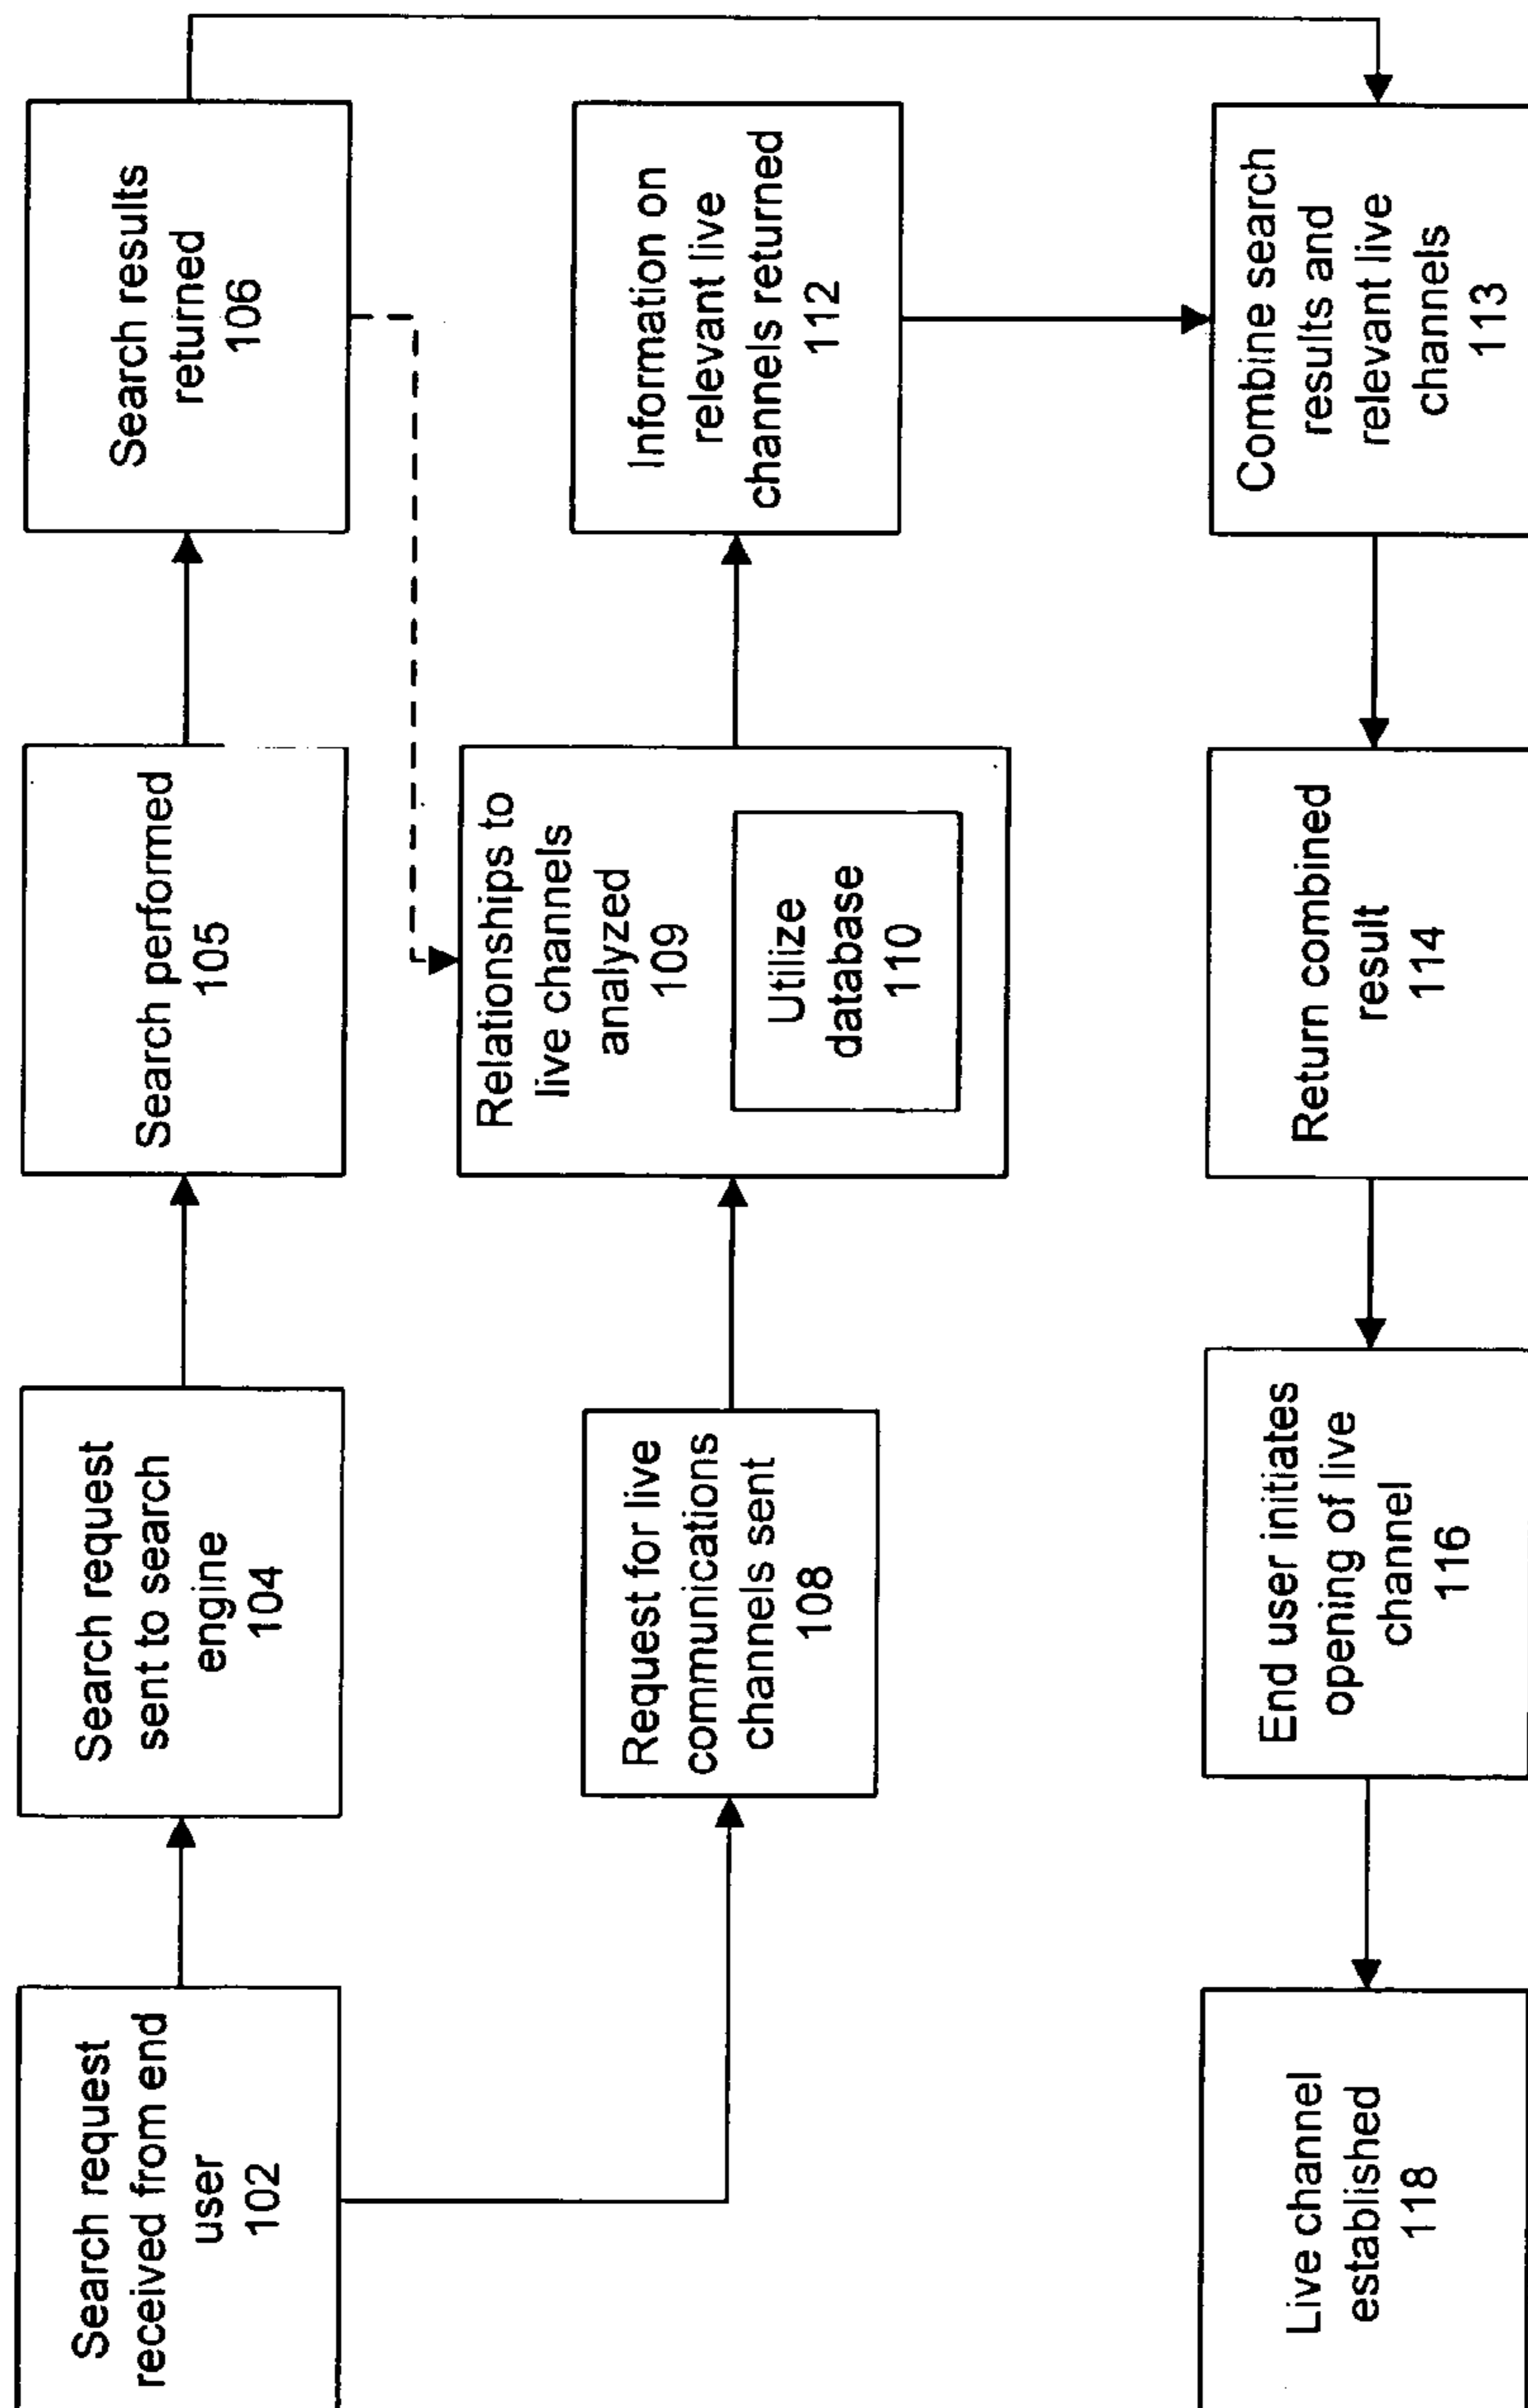 Search request
received from end
user
102
Search request
sent to search
engine
104
Search performed
105
Search results
returned
106
Request for live
communications
channels sent
108
Relationships to
live channels
analyzed
109
Utilize
database
110
Information on
relevant live
channels returned
112
Combine search
results and
relevant live
channels
113
Return combined
result
114
End user initiates
opening of live
channel
116
Live channel
established
118